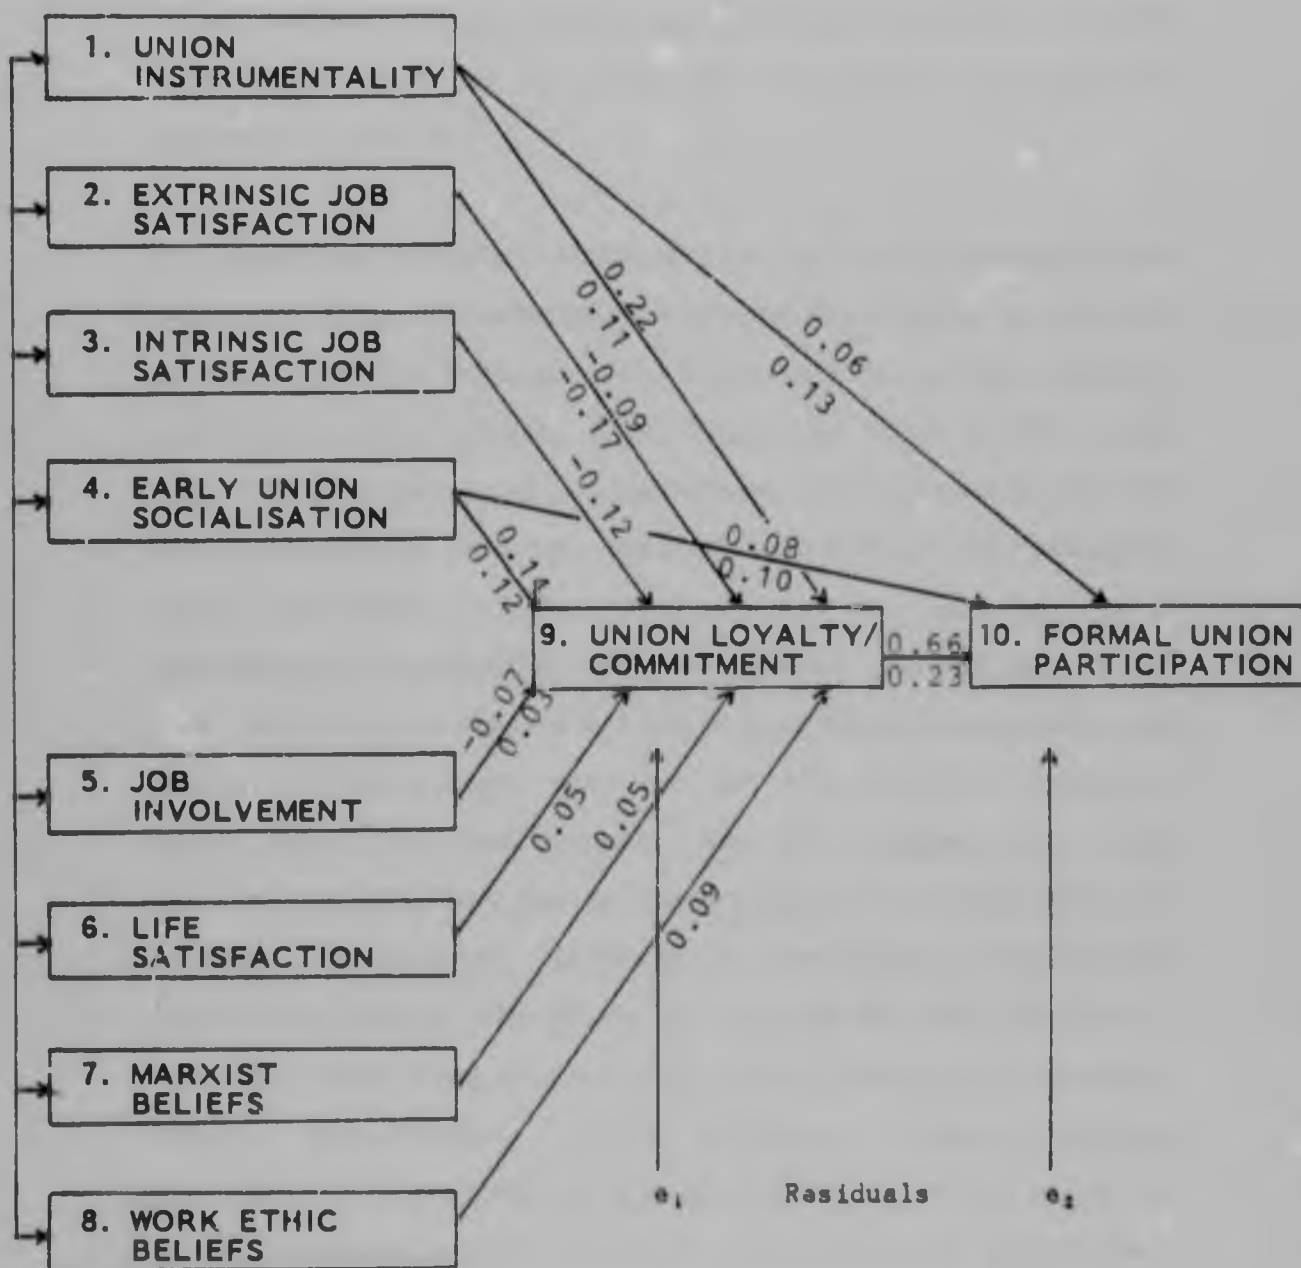 1. UNION
INSTRUMENTALITY
2. EXTRINSIC JOB
SATISFACTION
0.22
0.11
0.06
0.13
3. INTRINSIC JOB
SATISFACTION
-0.09
-0.17
-0.12
4. EARLY UNION
SOCIALISATION
0.14
0.12
0.08
0.10
9. UNION LOYALTY/
COMMITMENT
0.66
0.23
10. FORMAL UNION
PARTICIPATION
-0.07
0.03
5. JOB
INVOLVEMENT
0.05
0.05
0.09
6. LIFE
SATISFACTION
7. MARXIST
BELIEFS
8. WORK ETHIC
BELIEFS
e₁ Residuals e₂